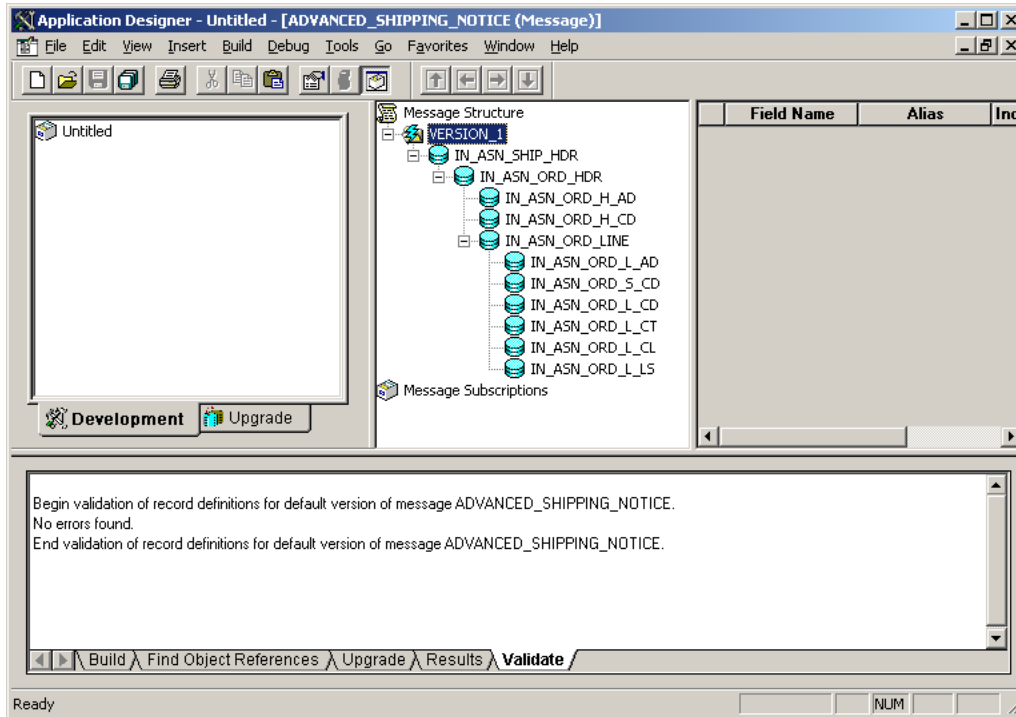 Application Designer - Untitled - [ADVANCED_SHIPPING_NOTICE (Message)]
File Edit View Insert Build Debug Tools Go Favorites Window Help
Untitled
Development
Upgrade
Message Structure
VERSION_1
IN_ASN_SHIP_HDR
IN_ASN_ORD_HDR
IN_ASN_ORD_H_AD
IN_ASN_ORD_H_CD
IN_ASN_ORD_LINE
IN_ASN_ORD_L_AD
IN_ASN_ORD_S_CD
IN_ASN_ORD_L_CD
IN_ASN_ORD_L_CT
IN_ASN_ORD_L_CL
IN_ASN_ORD_L_LS
Message Subscriptions
Field Name Alias Inc
Begin validation of record definitions for default version of message ADVANCED_SHIPPING_NOTICE.
No errors found.
End validation of record definitions for default version of message ADVANCED_SHIPPING_NOTICE.
Build Find Object References Upgrade Results Validate
Ready NUM